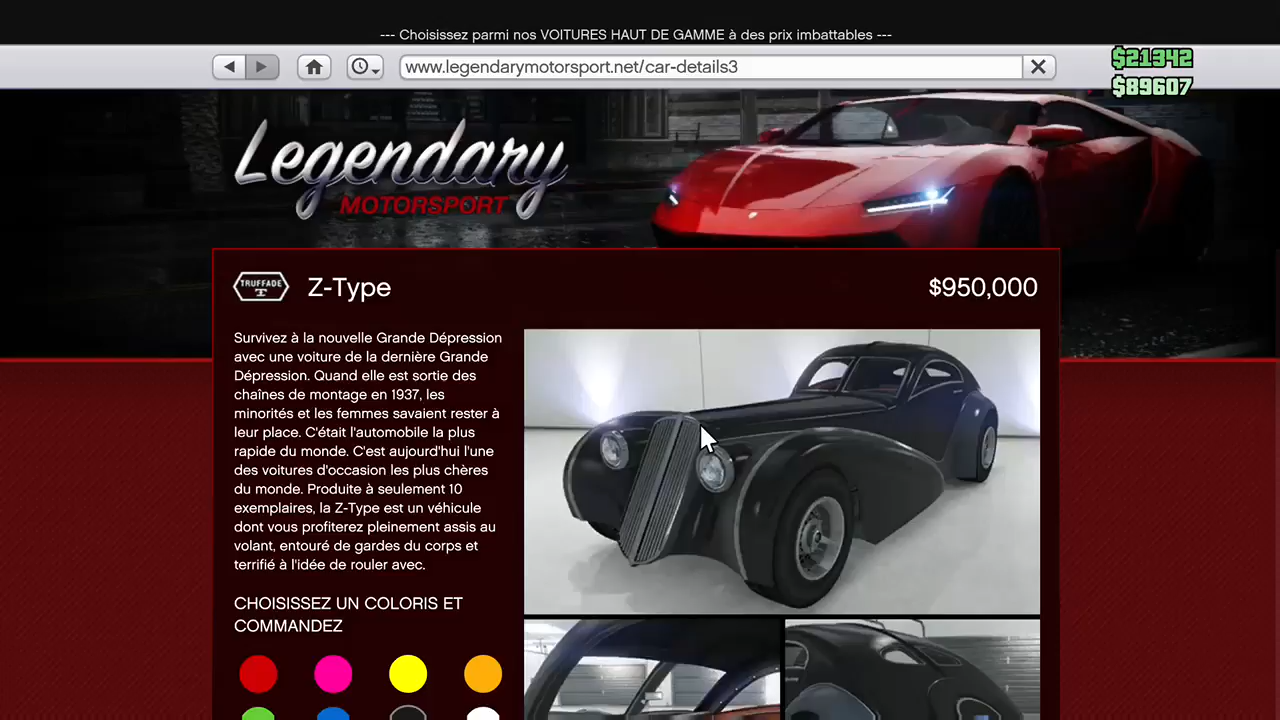 --- Choisissez parmi nos VOITURES HAUT DE GAMME à des prix imbattables ---
www.legendarymotorsport.net/car-details3
$21342
$89607
Legendary
MOTORSPORT
TRUFFADE
T
Z-Type
$950,000
Survivez à la nouvelle Grande Dépression
avec une voiture de la dernière Grande
Dépression. Quand elle est sortie des
chaînes de montage en 1937, les
minorités et les femmes savaient rester à
leur place. C'était l'automobile la plus
rapide du monde. C'est aujourd'hui l'une
des voitures d'occasion les plus chères
du monde. Produite à seulement 10
exemplaires, la Z-Type est un véhicule
dont vous profiterez pleinement assis au
volant, entouré de gardes du corps et
terrifié à l'idée de rouler avec.
CHOISISSEZ UN COLORIS ET
COMMANDEZ